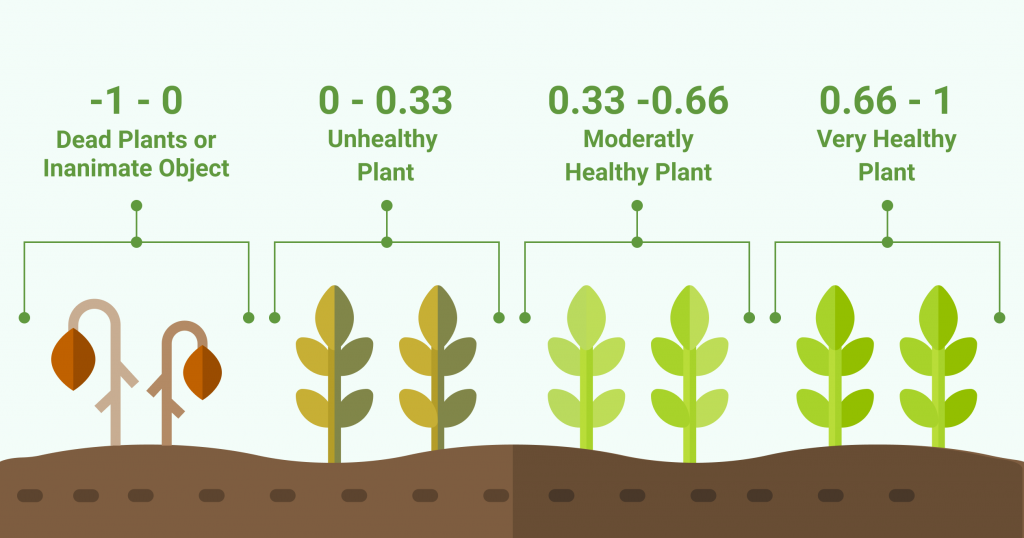 -1 - 0
Dead Plants or
Inanimate Object
0 - 0.33
Unhealthy
Plant
0.33 -0.66
Moderatly
Healthy Plant
0.66 - 1
Very Healthy
Plant